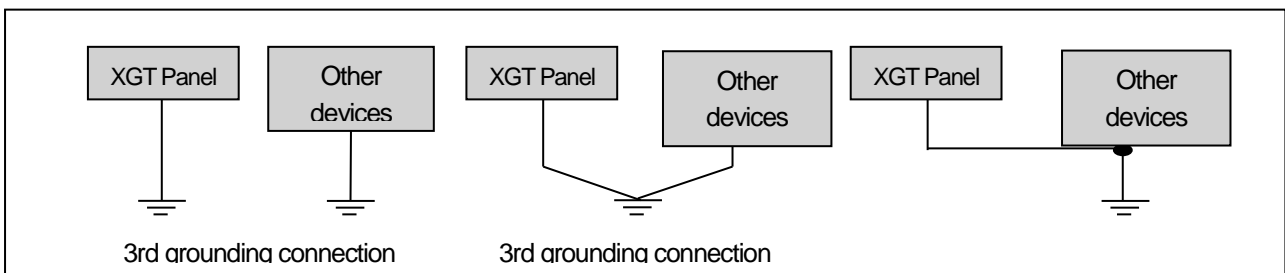 XGT Panel
Other
devices
XGT Panel
Other
devices
XGT Panel
Other
devices
3rd grounding connection
3rd grounding connection